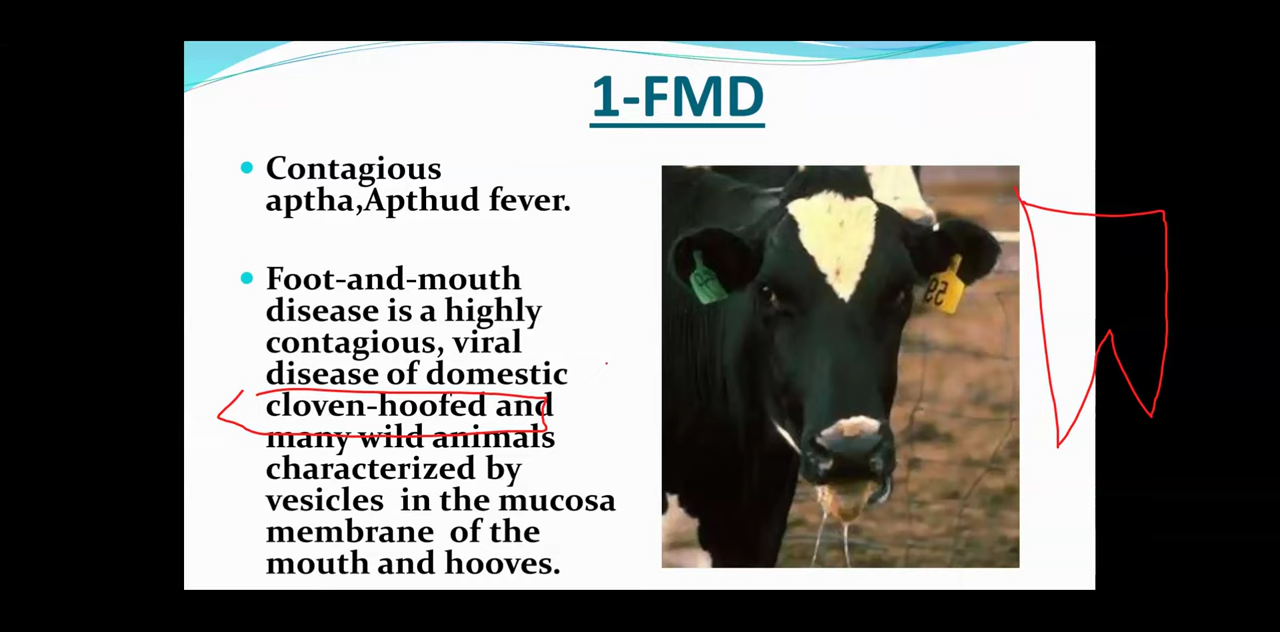 1-FMD
Contagious
aptha,Apthud fever.
Foot-and-mouth
disease is a highly
contagious, viral
disease of domestic
cloven-hoofed and
many wild animals
characterized by
vesicles in the mucosa
membrane of the
mouth and hooves.